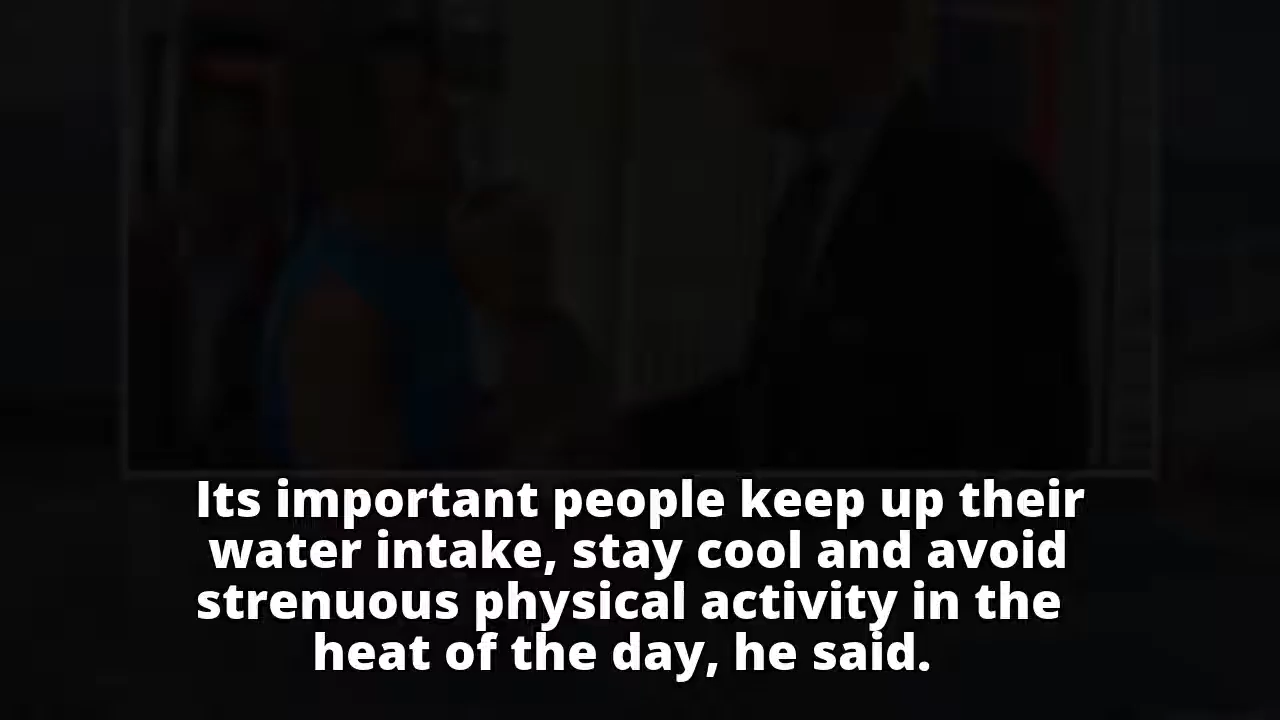 Its important people keep up their
water intake, stay cool and avoid
strenuous physical activity in the
heat of the day, he said.